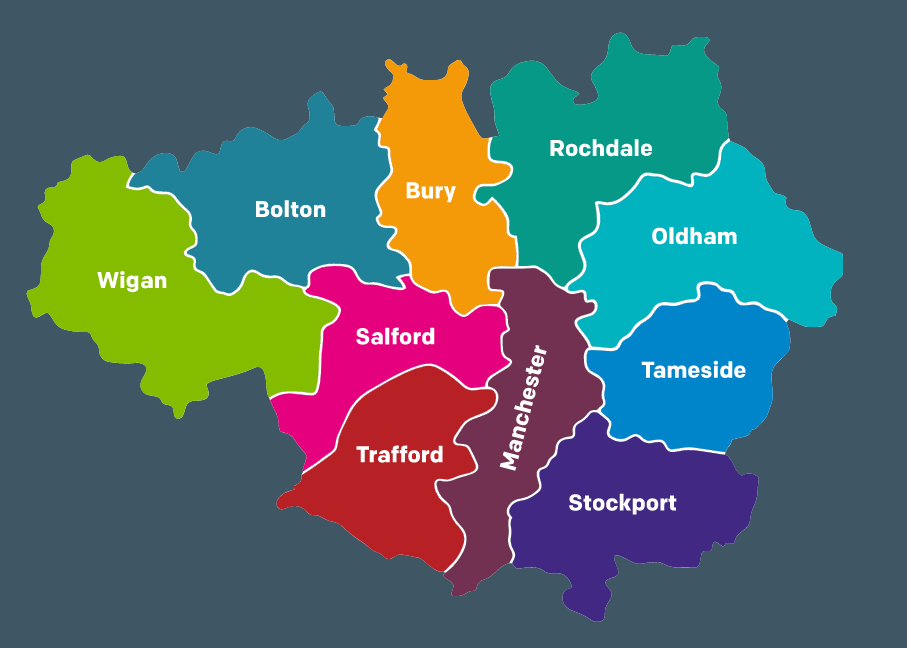 Rochdale
Bury
Bolton
Oldham
Wigan
Salford
Tameside
Manchester
Trafford
Stockport